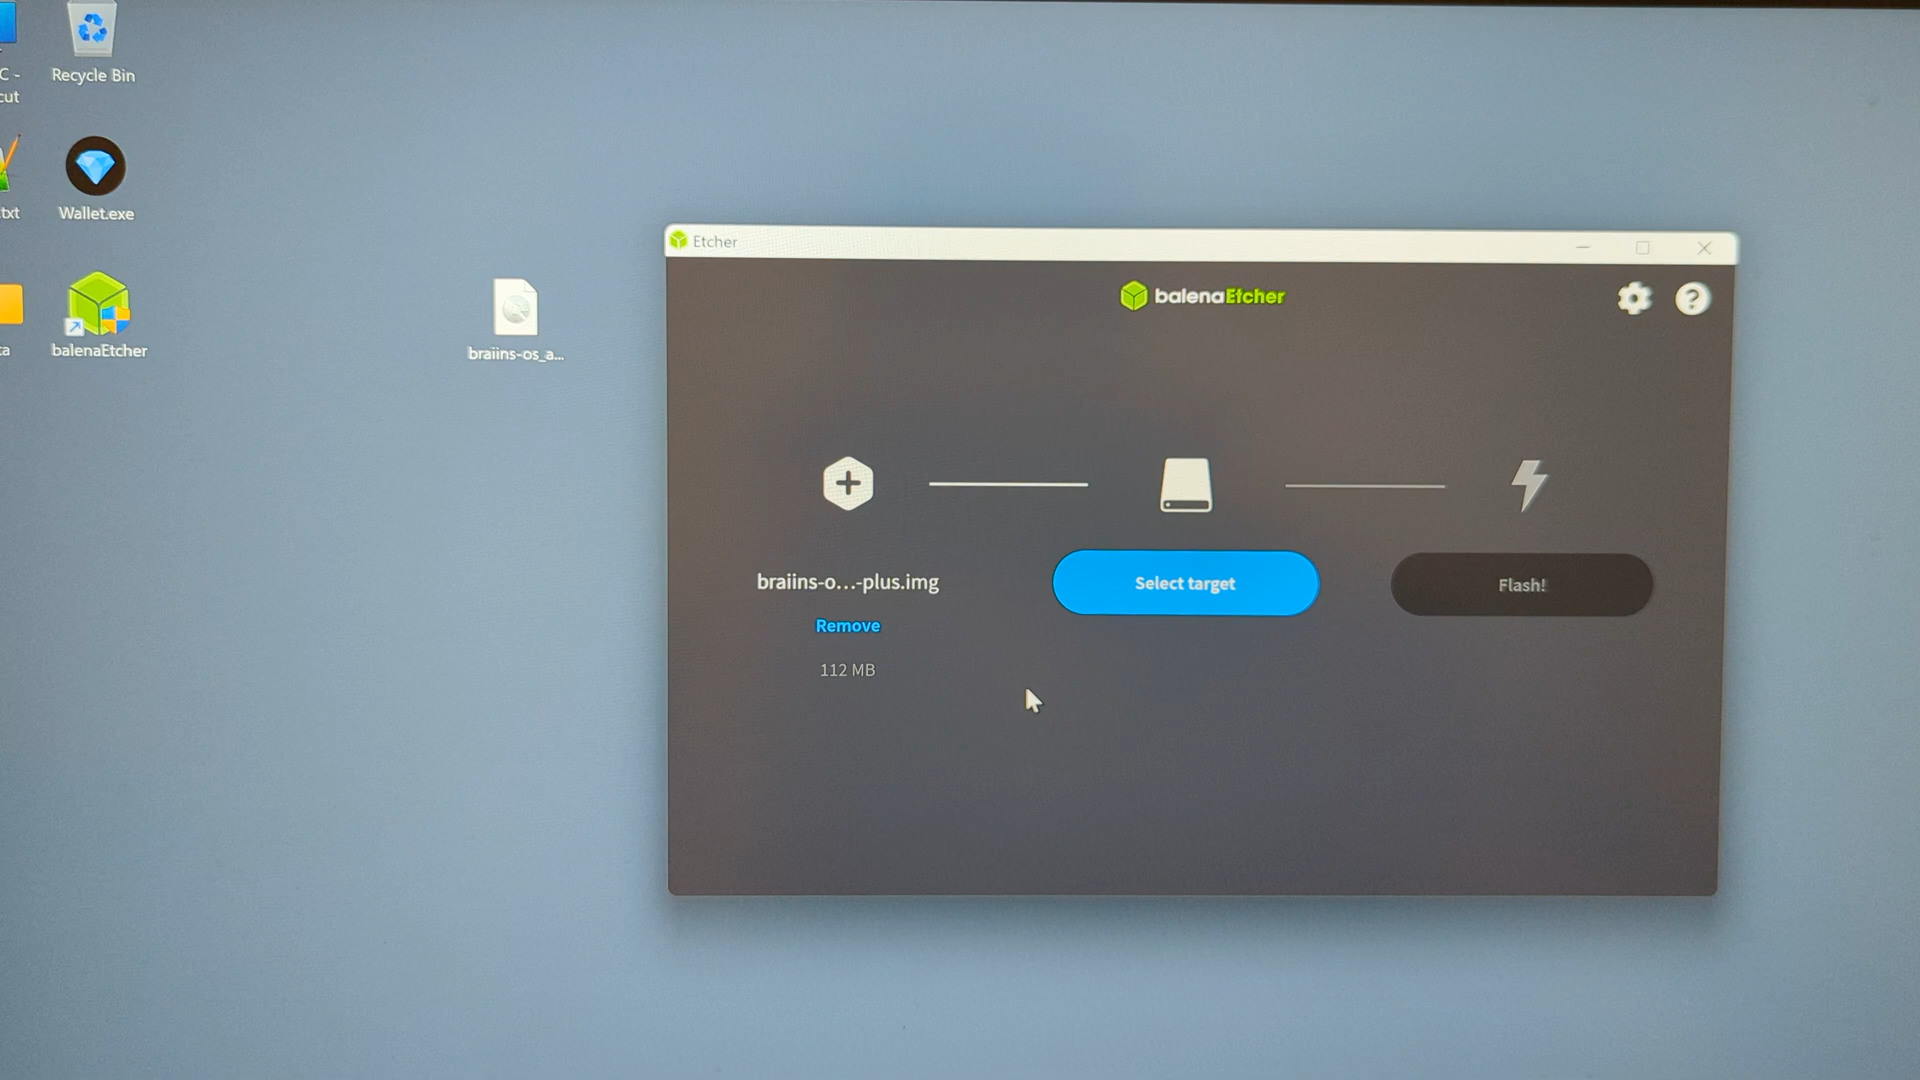 C -
cut
Recycle Bin
txt
Wallet.exe
ta
balenaEtcher
braiins-os_a...
Etcher
balenaEtcher
braiins-o...-plus.img
Remove
112 MB
Select target
Flash!